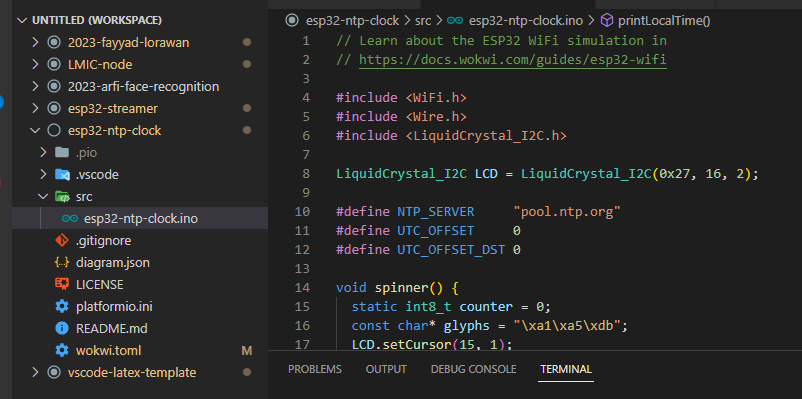 UNTITLED (WORKSPACE)
2023-fayyad-lorawan
LMIC-node
2023-arfi-face-recognition
esp32-streamer
esp32-ntp-clock
.pio
.vscode
src
esp32-ntp-clock.ino
.gitignore
diagram.json
LICENSE
platformio.ini
README.md
wokwi.toml M
vscode-latex-template
esp32-ntp-clock > src > esp32-ntp-clock.ino > printLocalTime()
1 // Learn about the ESP32 WiFi simulation in
2 // https://docs.wokwi.com/guides/esp32-wifi
3
4 #include <WiFi.h>
5 #include <Wire.h>
6 #include <LiquidCrystal_I2C.h>
7
8 LiquidCrystal_I2C LCD = LiquidCrystal_I2C(0x27, 16, 2);
9
10 #define NTP_SERVER     "pool.ntp.org"
11 #define UTC_OFFSET     0
12 #define UTC_OFFSET_DST 0
13
14 void spinner() {
15   static int8_t counter = 0;
16   const char* glyphs = "\xa1\xa5\xdb";
17   LCD.setCursor(15, 1);
PROBLEMS OUTPUT DEBUG CONSOLE TERMINAL